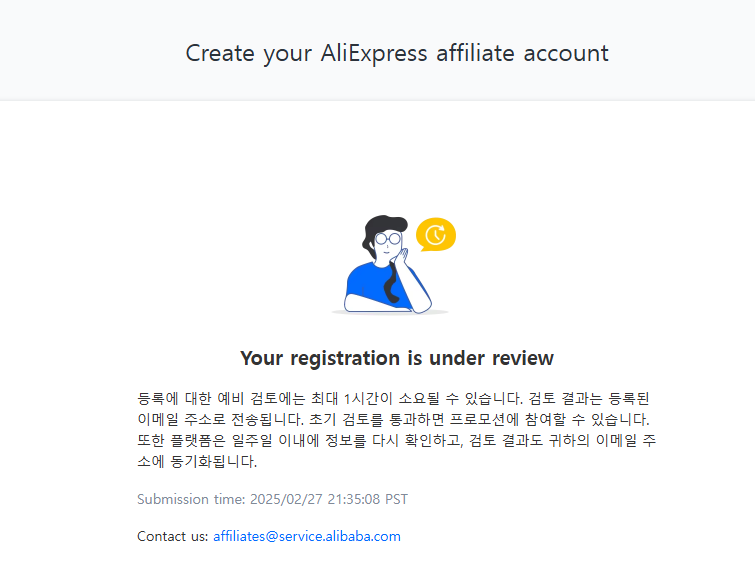 Create your AliExpress affiliate account
Your registration is under review
등록에 대한 예비 검토에는 최대 1시간이 소요될 수 있습니다. 검토 결과는 등록된
이메일 주소로 전송됩니다. 초기 검토를 통과하면 프로모션에 참여할 수 있습니다.
또한 플랫폼은 일주일 이내에 정보를 다시 확인하고, 검토 결과도 귀하의 이메일 주
소에 동기화됩니다.
Submission time: 2025/02/27 21:35:08 PST
Contact us: affiliates@service.alibaba.com